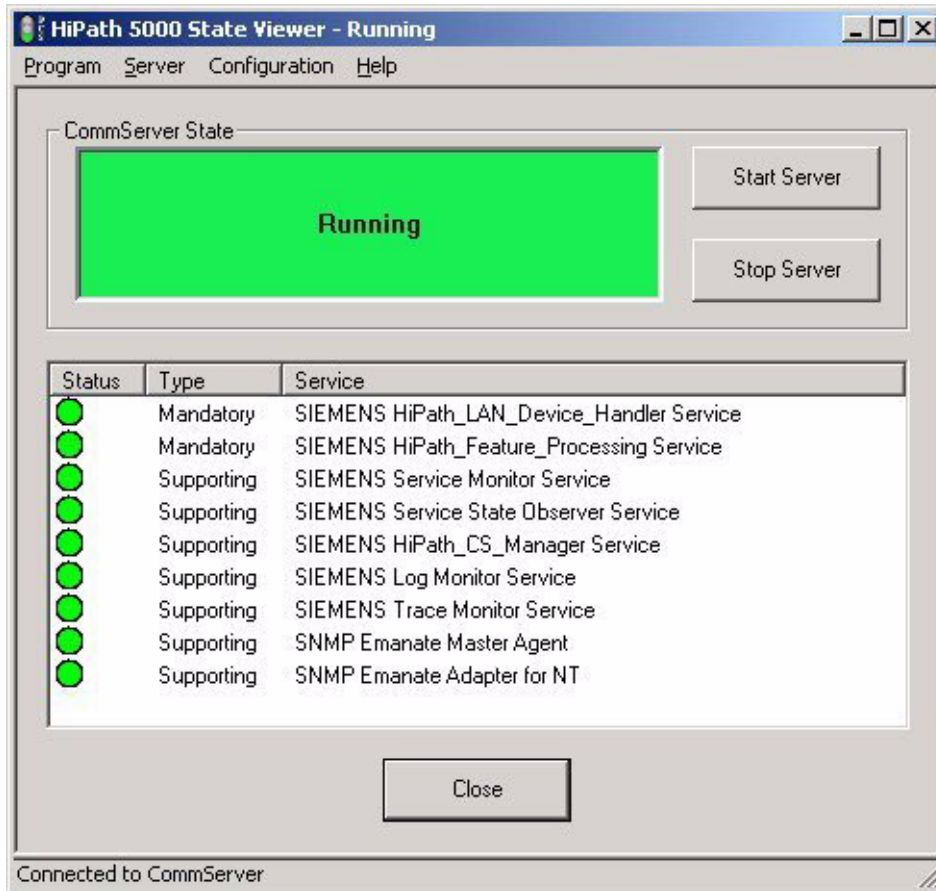 HiPath 5000 State Viewer - Running
Program Server Configuration Help
CommServer State
Running
Start Server
Stop Server
Status Type Service
Mandatory SIEMENS HiPath_LAN_Device_Handler Service
Mandatory SIEMENS HiPath_Feature_Processing Service
Supporting SIEMENS Service Monitor Service
Supporting SIEMENS Service State Observer Service
Supporting SIEMENS HiPath_CS_Manager Service
Supporting SIEMENS Log Monitor Service
Supporting SIEMENS Trace Monitor Service
Supporting SNMP Emanate Master Agent
Supporting SNMP Emanate Adapter for NT
Close
Connected to CommServer